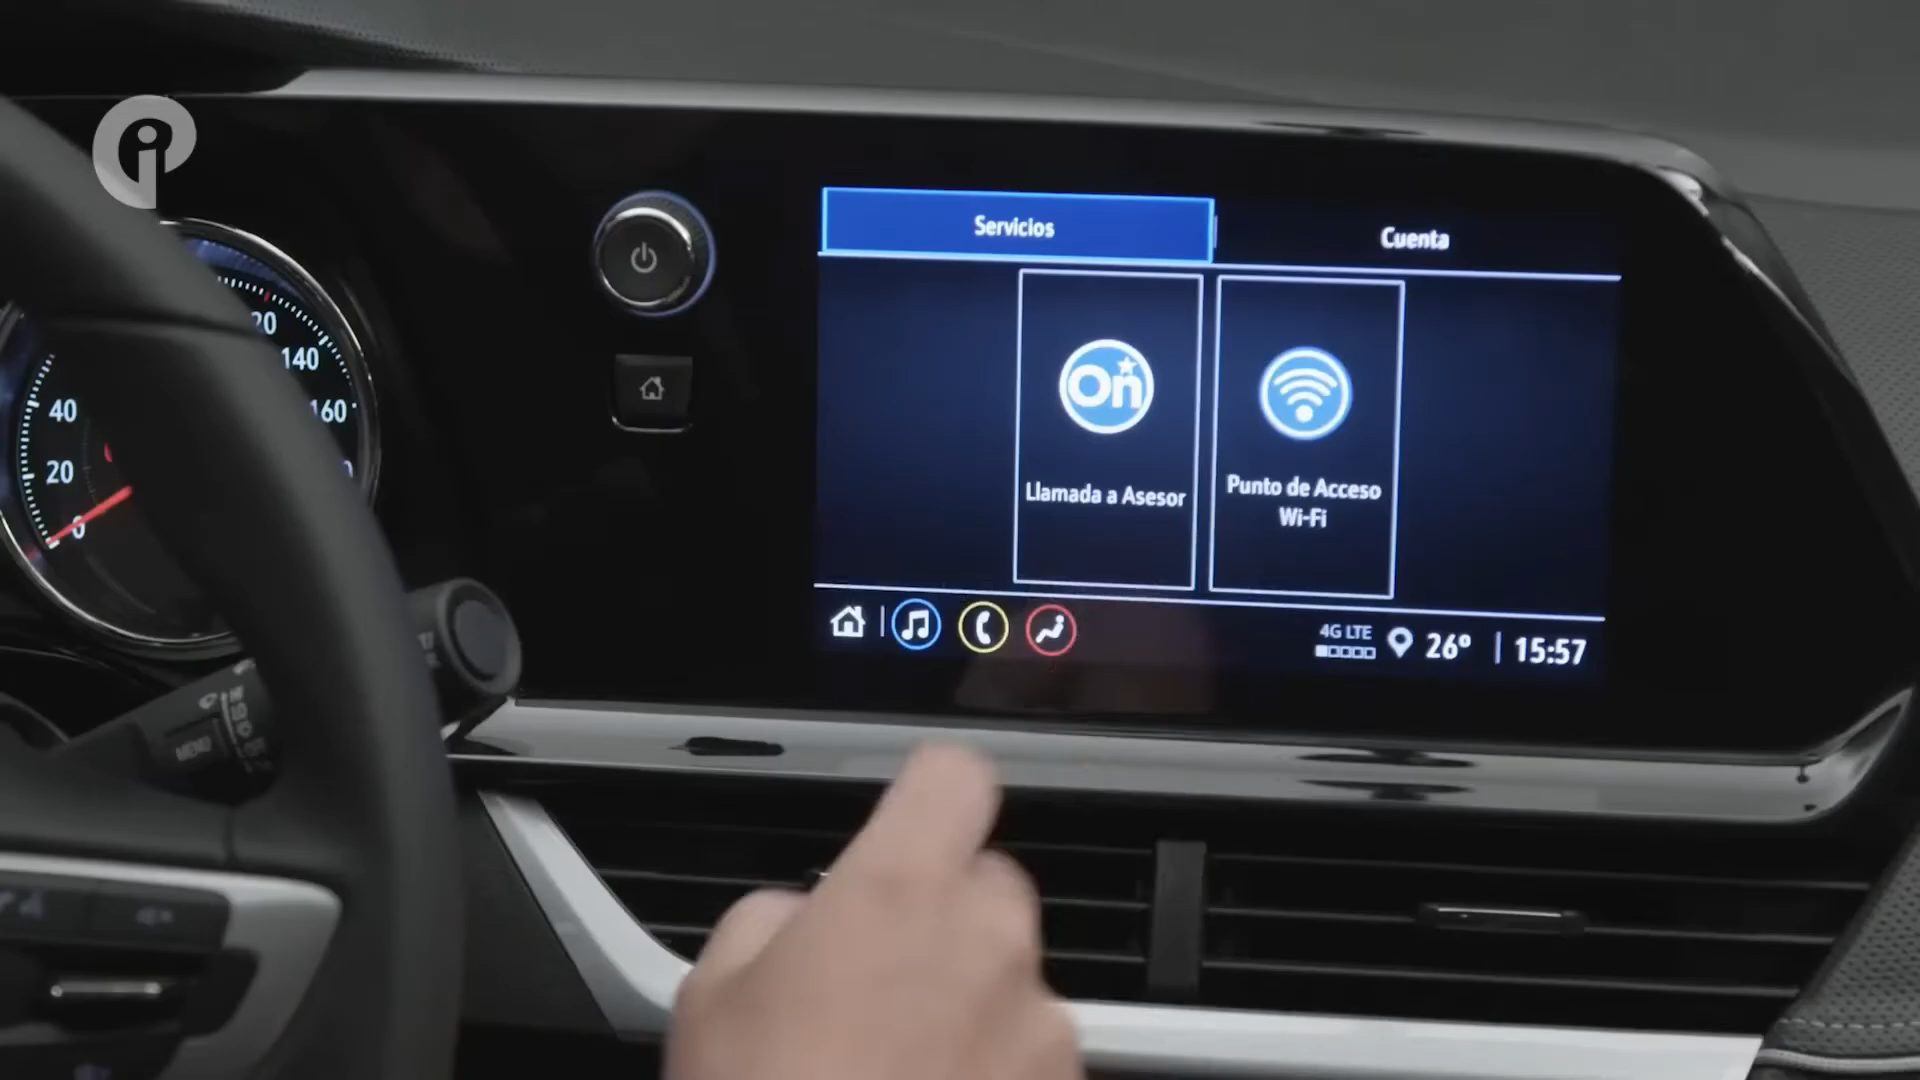 Servicios
Cuenta
On
Llamada a Asesor
Punto de Acceso
Wi-Fi
4G LTE
26°
15:57
20
140
160
40
20
0
MENU